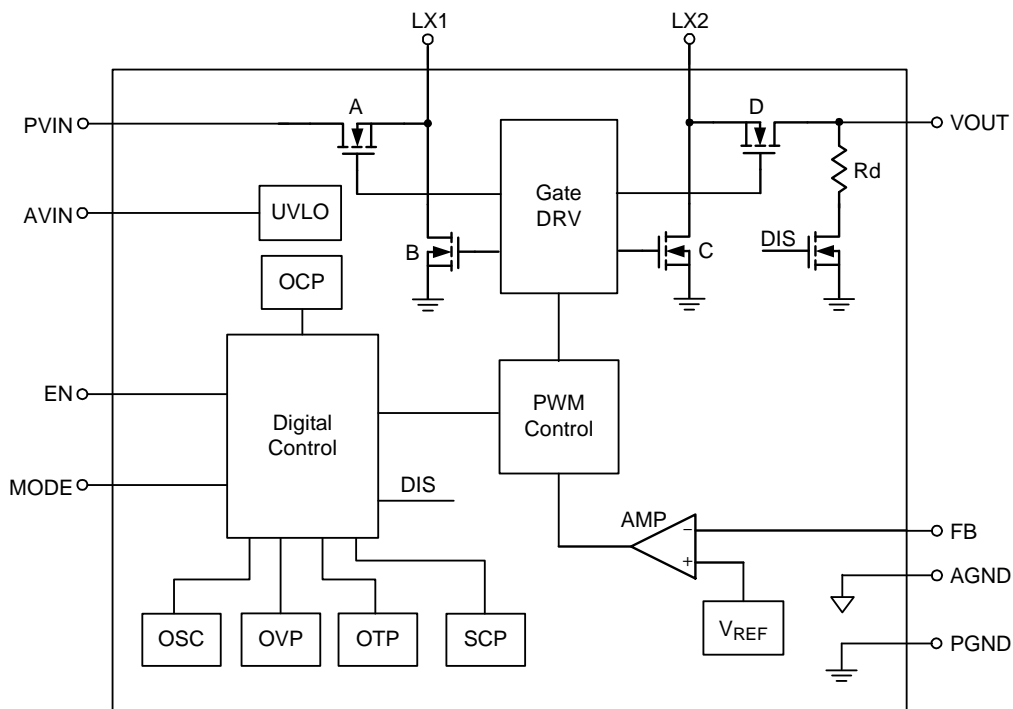 LX1
LX2
PVIN
A
D
VOUT
Rd
Gate
DRV
AVIN
UVLO
B
C
DIS
OCP
EN
Digital
Control
PWM
Control
MODE
DIS
AMP
−
+
FB
AGND
VREF
PGND
OSC
OVP
OTP
SCP